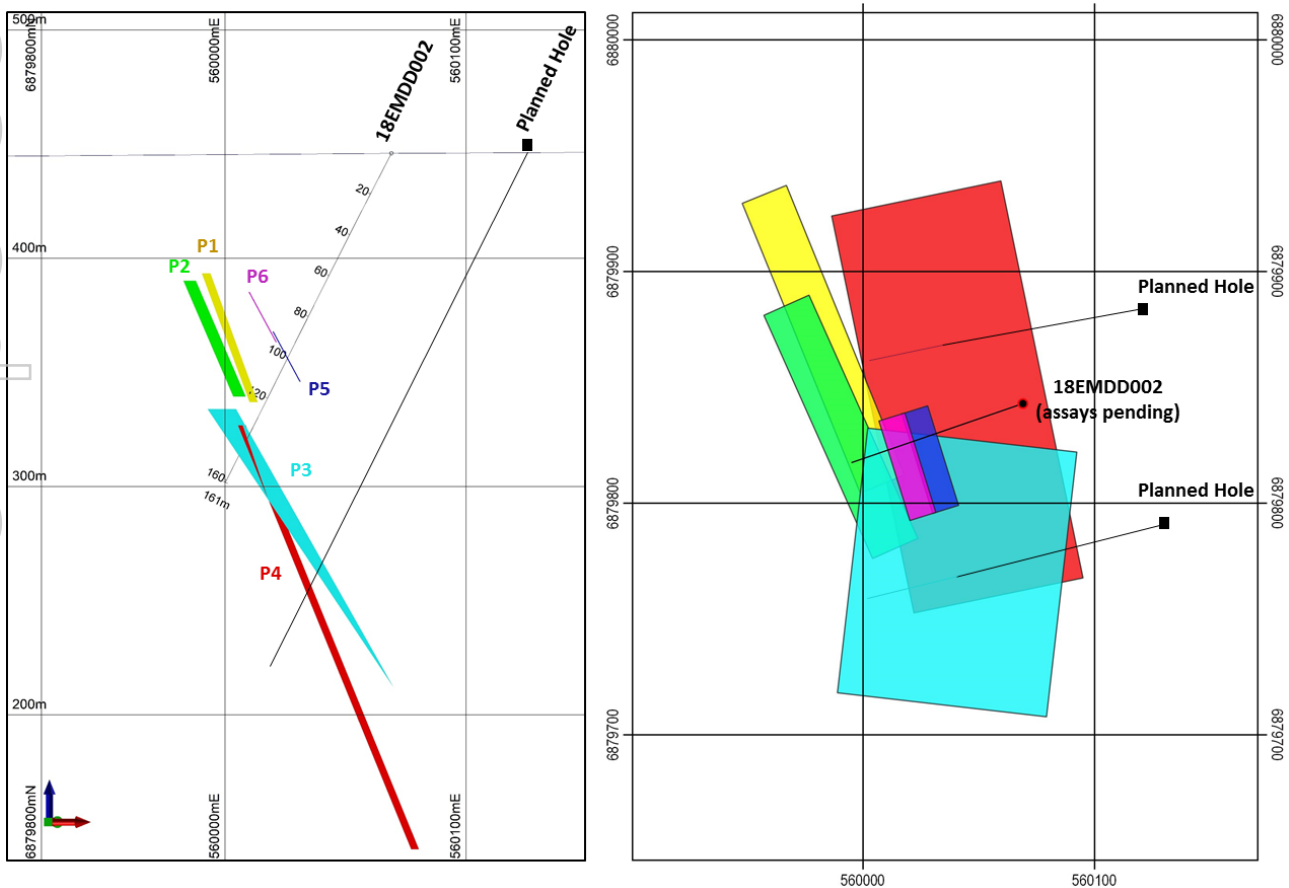 500m
6879800mN
560000mE
560100mE
18EMDD002
Planned Hole
20
40
60
80
100
120
160
161m
400m
P1
P2
P6
P5
300m
P3
P4
200m
6879800mN
560000mE
560100mE
6880000
6880000
6879900
6879900
Planned Hole
18EMDD002
(assays pending)
Planned Hole
6879800
6879800
6879700
6879700
560000
560100